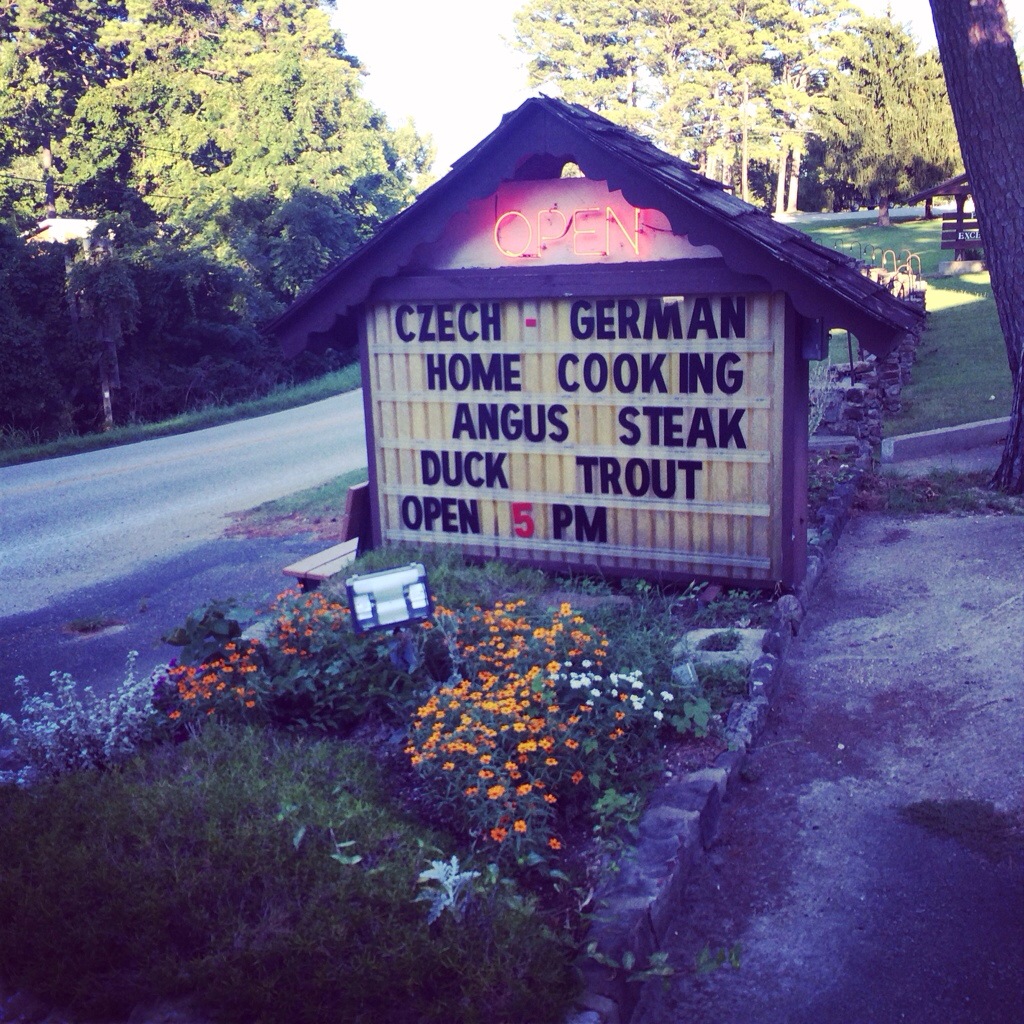 OPEN
CZECH - GERMAN
HOME COOKING
ANGUS STEAK
DUCK TROUT
OPEN 5 PM